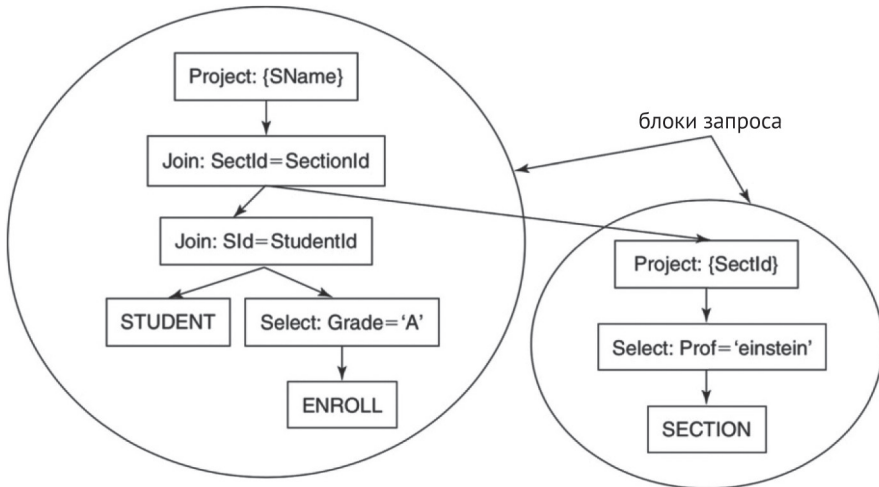 Project: {SName}
Join: SectId=SectionId
Join: SId=StudentId
STUDENT
Select: Grade=‘A’
ENROLL
блоки запроса
Project: {SectId}
Select: Prof=‘einstein’
SECTION